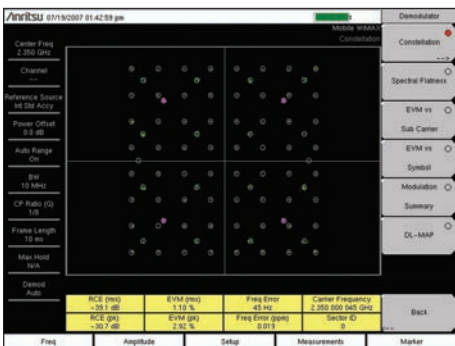 Anritsu 07/19/2007 01:42:59 pm
Mobile WiMAX
Constellation
Center Freq
2.350 GHz
Channel
--
Reference Source
Int Std Accy
Power Offset
0.0 dB
Auto Range
On
BW
10 MHz
CP Ratio (G)
1/8
Frame Length
10 ms
Max Hold
N/A
Demod
Auto
RCE (rms)
-39.1 dB
EVM (rms)
1.10 %
Freq Error
45 Hz
Carrier Frequency
2.350 000 045 GHz
RCE (pk)
-30.7 dB
EVM (pk)
2.92 %
Freq Error (ppm)
0.019
Sector ID
0
Demodulator
Constellation
-->
Spectral Flatness
EVM vs
Sub Carrier
EVM vs
Symbol
Modulation
Summary
DL-MAP
Back
<--
Freq
Amplitude
Setup
Measurements
Marker